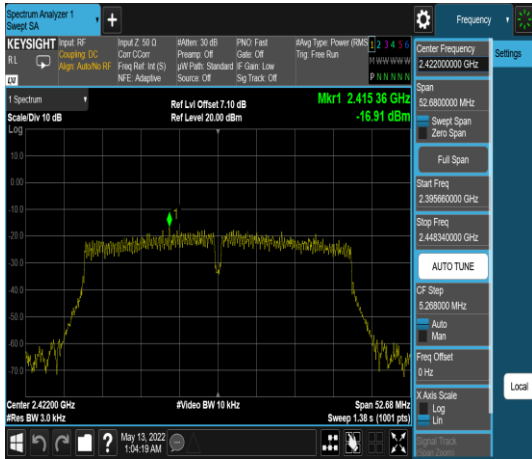 Spectrum Analyzer 1
Swept SA
+
Frequency
KEYSIGHT
RL
LXI
Input: RF
Coupling: DC
Align: Auto/No RF
Input Z: 50 Ω
Corr CCorr
Freq Ref: Int (S)
NFE: Adaptive
#Atten: 30 dB
Preamp: Off
µW Path: Standard
Source: Off
PNO: Fast
Gate: Off
IF Gain: Low
Sig Track: Off
#Avg Type: Power (RMS
Trig: Free Run
1 2 3 4 5 6
M W W W W W
P N N N N N
1 Spectrum
Scale/Div 10 dB
Ref Lvl Offset 7.10 dB
Ref Level 20.00 dBm
Mkr1 2.415 36 GHz
-16.91 dBm
Log
10.0
0.00
-10.0
-20.0
-30.0
-40.0
-50.0
-60.0
-70.0
1
Center 2.42200 GHz
#Res BW 3.0 kHz
#Video BW 10 kHz
Span 52.68 MHz
Sweep 1.38 s (1001 pts)
?
May 13, 2022
1:04:19 AM
Center Frequency
2.422000000 GHz
Span
52.6800000 MHz
Swept Span
Zero Span
Full Span
Start Freq
2.395660000 GHz
Stop Freq
2.448340000 GHz
AUTO TUNE
CF Step
5.268000 MHz
Auto
Man
Freq Offset
0 Hz
X Axis Scale
Log
Lin
Signal Track
(Span Zoom)
Settings
Local